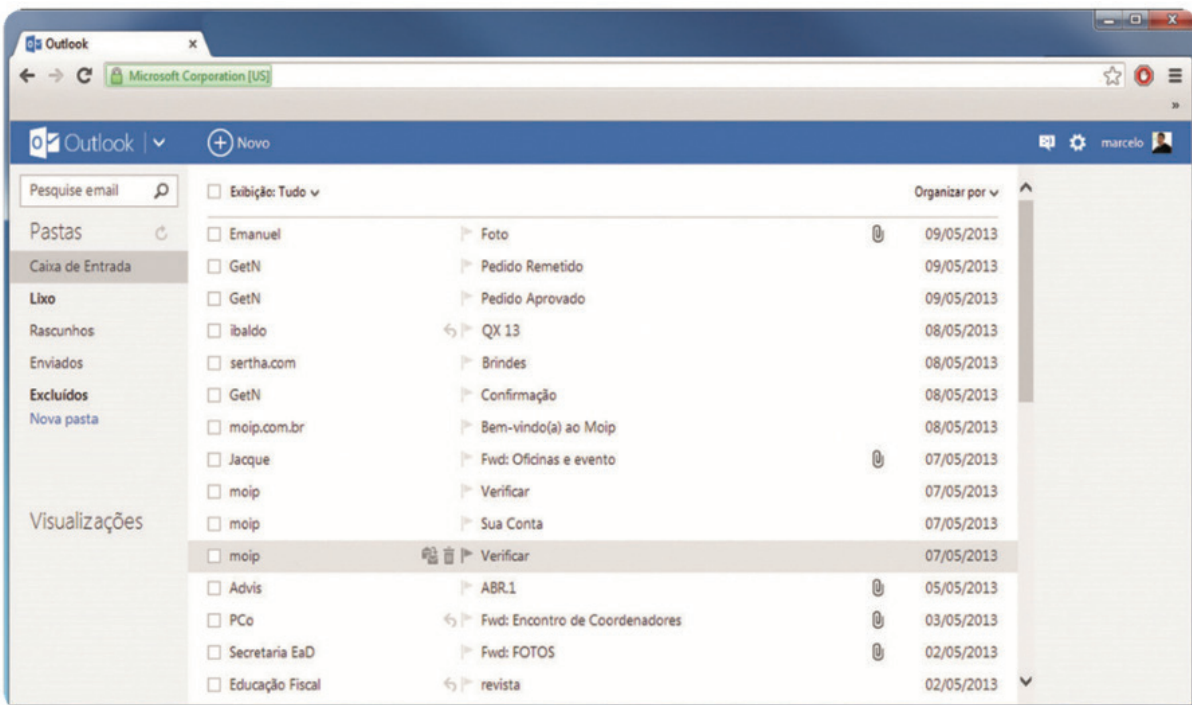 Outlook
Microsoft Corporation [US]
Outlook
Novo
marcelo
Pesquise email
Exibição: Tudo
Organizar por
Pastas
Caixa de Entrada
Lixo
Rascunhos
Enviados
Excluídos
Nova pasta
Visualizações
Emanuel Foto 09/05/2013
GetN Pedido Remetido 09/05/2013
GetN Pedido Aprovado 09/05/2013
ibaldo QX 13 08/05/2013
sertha.com Brindes 08/05/2013
GetN Confirmação 08/05/2013
moip.com.br Bem-vindo(a) ao Moip 08/05/2013
Jacque Fwd: Oficinas e evento 07/05/2013
moip Verificar 07/05/2013
moip Sua Conta 07/05/2013
moip Verificar 07/05/2013
Advis ABR.1 05/05/2013
PCo Fwd: Encontro de Coordenadores 03/05/2013
Secretaria EaD Fwd: FOTOS 02/05/2013
Educação Fiscal revista 02/05/2013